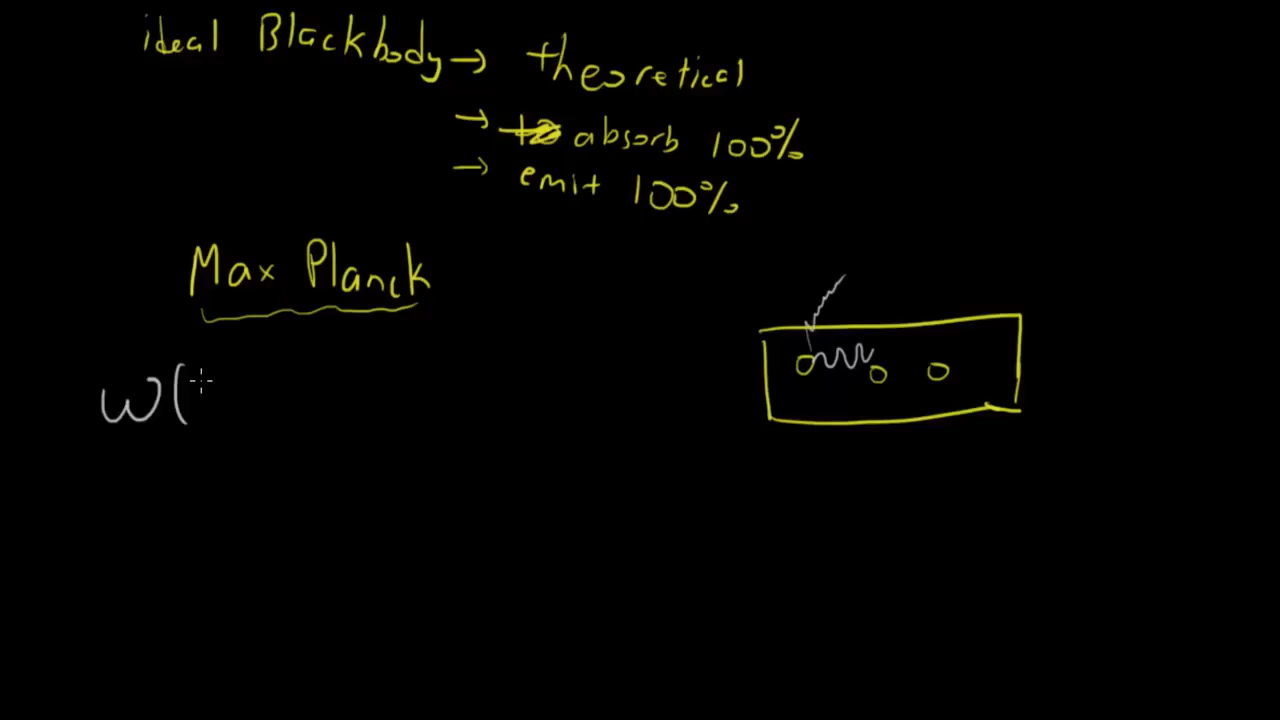 ideal Blackbody → theoretical
→ absorb 100%
→ emit 100%
Max Planck
ω(